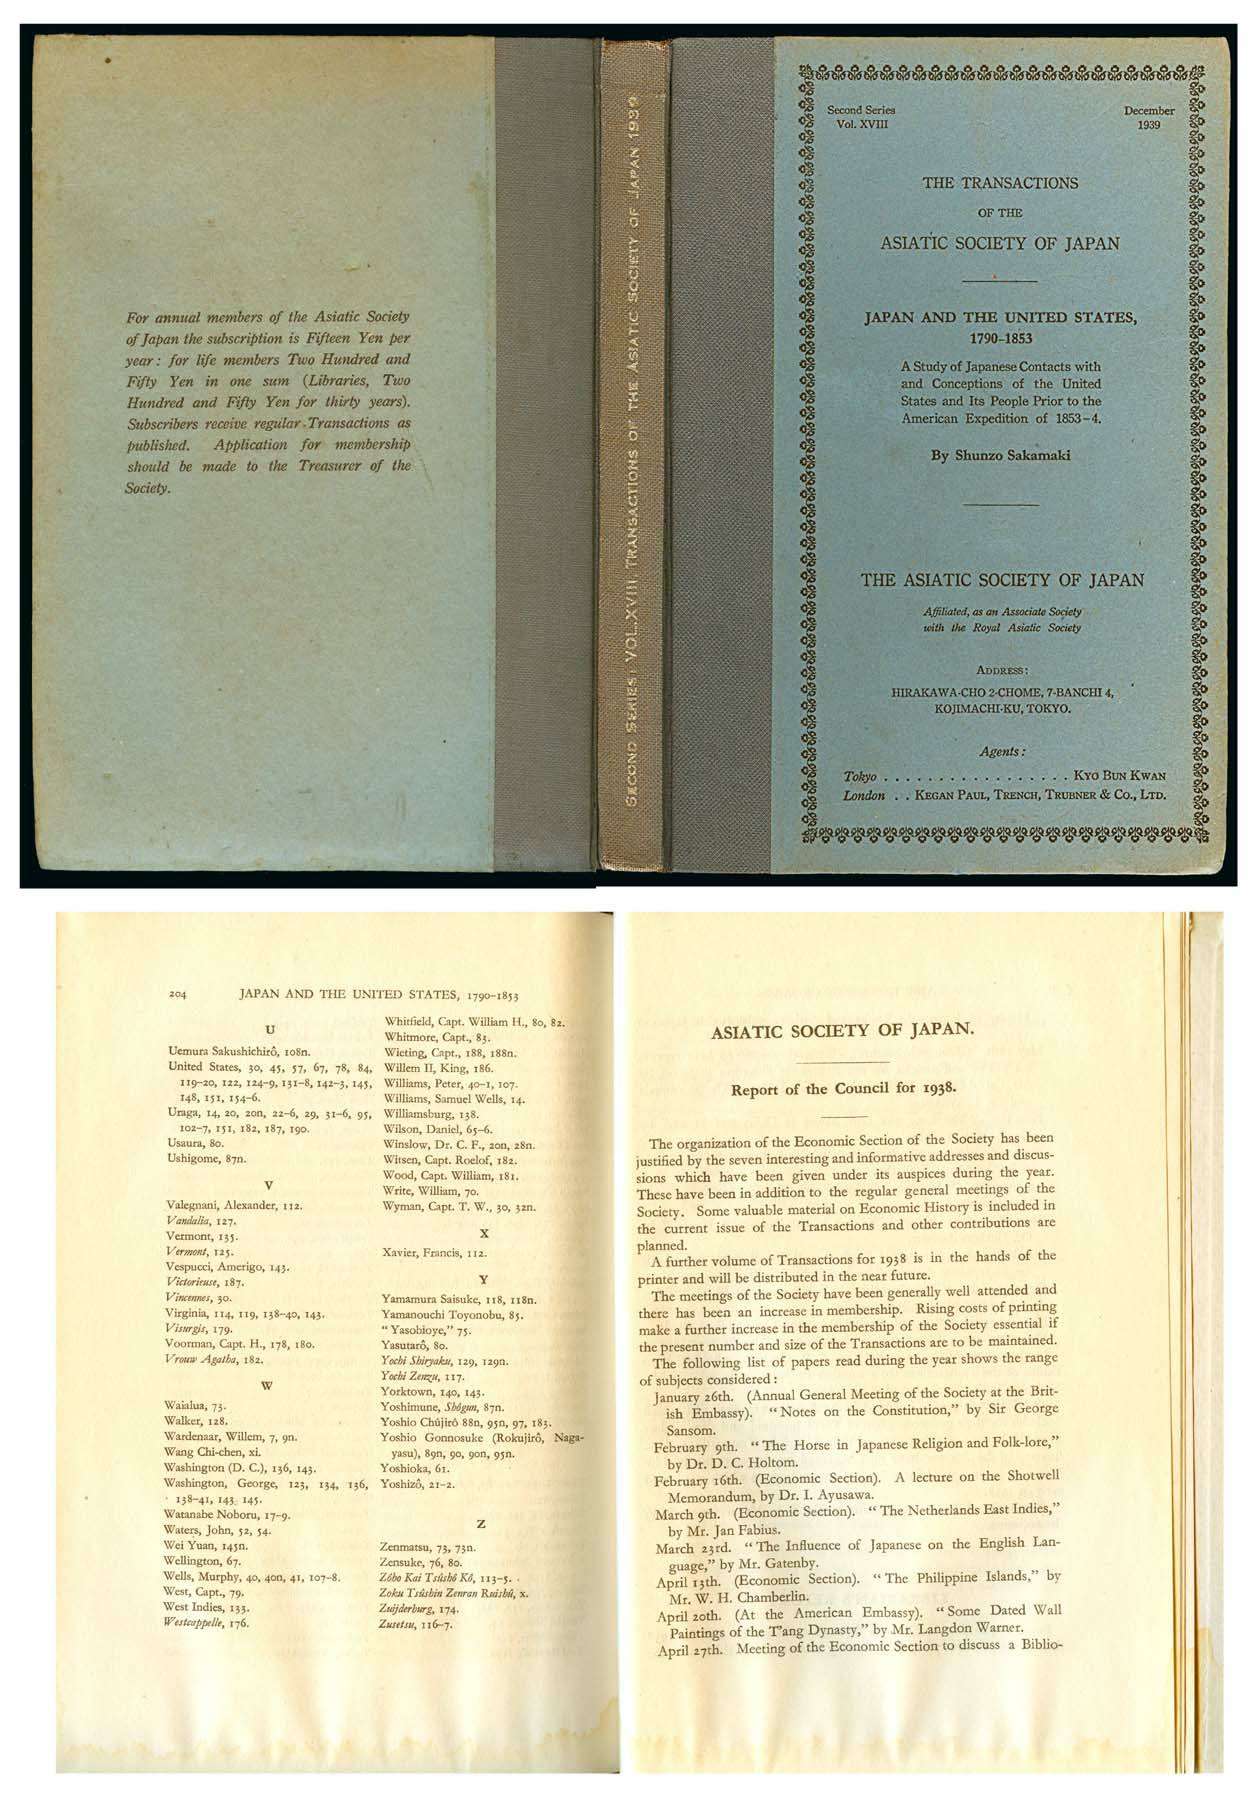 For annual members of the Asiatic Society
of Japan the subscription is Fifteen Yen per
year: for life members Two Hundred and
Fifty Yen in one sum (Libraries, Two
Hundred and Fifty Yen for thirty years).
Subscribers receive regular Transactions as
published. Application for membership
should be made to the Treasurer of the
Society.
SECOND SERIES: VOL.XVIII TRANSACTIONS OF THE ASIATIC SOCIETY OF JAPAN 1939
Second Series
Vol. XVIII
December
1939
THE TRANSACTIONS
OF THE
ASIATIC SOCIETY OF JAPAN
JAPAN AND THE UNITED STATES,
1790-1853
A Study of Japanese Contacts with
and Conceptions of the United
States and Its People Prior to the
American Expedition of 1853-4.
By Shunzo Sakamaki
THE ASIATIC SOCIETY OF JAPAN
Affiliated, as an Associate Society
with the Royal Asiatic Society
ADDRESS:
HIRAKAWA-CHO 2-CHOME, 7-BANCHI 4,
KOJIMACHI-KU, TOKYO.
Agents:
Tokyo . . . . . . . . . . . . . . . . . KYO BUN KWAN
London . . KEGAN PAUL, TRENCH, TRUBNER & CO., LTD.
204 JAPAN AND THE UNITED STATES, 1790-1853
U
Uemura Sakushichirô, 108n.
United States, 30, 45, 57, 67, 78, 84,
119-20, 122, 124-9, 131-8, 142-3, 145,
148, 151, 154-6.
Uraga, 14, 20, 20n, 22-6, 29, 31-6, 95,
102-7, 151, 182, 187, 190.
Usaura, 80.
Ushigome, 87n.
V
Valegnani, Alexander, 112.
Vandalia, 127.
Vermont, 135.
Vermont, 125.
Vespucci, Amerigo, 143.
Victorieuse, 187.
Vincennes, 30.
Virginia, 114, 119, 138-40, 143.
Visurgis, 179.
Voorman, Capt. H., 178, 180.
Vrouw Agatha, 182.
W
Waialua, 73.
Walker, 128.
Wardenaar, Willem, 7, 9n.
Wang Chi-chen, xi.
Washington (D. C.), 136, 143.
Washington, George, 123, 134, 136,
138-41, 143, 145.
Watanabe Noboru, 17-9.
Waters, John, 52, 54.
Wei Yuan, 145n.
Wellington, 67.
Wells, Murphy, 40, 40n, 41, 107-8.
West, Capt., 79.
West Indies, 133.
Westcappelle, 176.
Whitfield, Capt. William H., 80, 82.
Whitmore, Capt., 83.
Wieting, Capt., 188, 188n.
Willem II, King, 186.
Williams, Peter, 40-1, 107.
Williams, Samuel Wells, 14.
Williamsburg, 138.
Wilson, Daniel, 65-6.
Winslow, Dr. C. F., 20n, 28n.
Witsen, Capt. Roelof, 182.
Wood, Capt. William, 181.
Write, William, 70.
Wyman, Capt. T. W., 30, 32n.
X
Xavier, Francis, 112.
Y
Yamamura Saisuke, 118, 118n.
Yamanouchi Toyonobu, 85.
"Yasobioye," 75.
Yasutarô, 80.
Yochi Shiryaku, 129, 129n.
Yochi Zenzu, 117.
Yorktown, 140, 143.
Yoshimune, Shôgun, 87n.
Yoshio Chûjirô 88n, 95n, 97, 183.
Yoshio Gonnosuke (Rokujirô, Naga-
yasu), 89n, 90, 90n, 95n.
Yoshioka, 61.
Yoshizô, 21-2.
Z
Zenmatsu, 73, 73n.
Zensuke, 76, 80.
Zôho Kai Tsûshô Kô, 113-5.
Zoku Tsûshin Zenran Ruishû, x.
Zuijderburg, 174.
Zusetsu, 116-7.
ASIATIC SOCIETY OF JAPAN.
Report of the Council for 1938.
The organization of the Economic Section of the Society has been
justified by the seven interesting and informative addresses and discus-
sions which have been given under its auspices during the year.
These have been in addition to the regular general meetings of the
Society. Some valuable material on Economic History is included in
the current issue of the Transactions and other contributions are
planned.
A further volume of Transactions for 1938 is in the hands of the
printer and will be distributed in the near future.
The meetings of the Society have been generally well attended and
there has been an increase in membership. Rising costs of printing
make a further increase in the membership of the Society essential if
the present number and size of the Transactions are to be maintained.
The following list of papers read during the year shows the range
of subjects considered:
January 26th. (Annual General Meeting of the Society at the Brit-
ish Embassy). "Notes on the Constitution," by Sir George
Sansom.
February 9th. "The Horse in Japanese Religion and Folk-lore,"
by Dr. D. C. Holtom.
February 16th. (Economic Section). A lecture on the Shotwell
Memorandum, by Dr. I. Ayusawa.
March 9th. (Economic Section). "The Netherlands East Indies,"
by Mr. Jan Fabius.
March 23rd. "The Influence of Japanese on the English Lan-
guage," by Mr. Gatenby.
April 13th. (Economic Section). "The Philippine Islands," by
Mr. W. H. Chamberlin.
April 20th. (At the American Embassy). "Some Dated Wall
Paintings of the T'ang Dynasty," by Mr. Langdon Warner.
April 27th. Meeting of the Economic Section to discuss a Biblio-